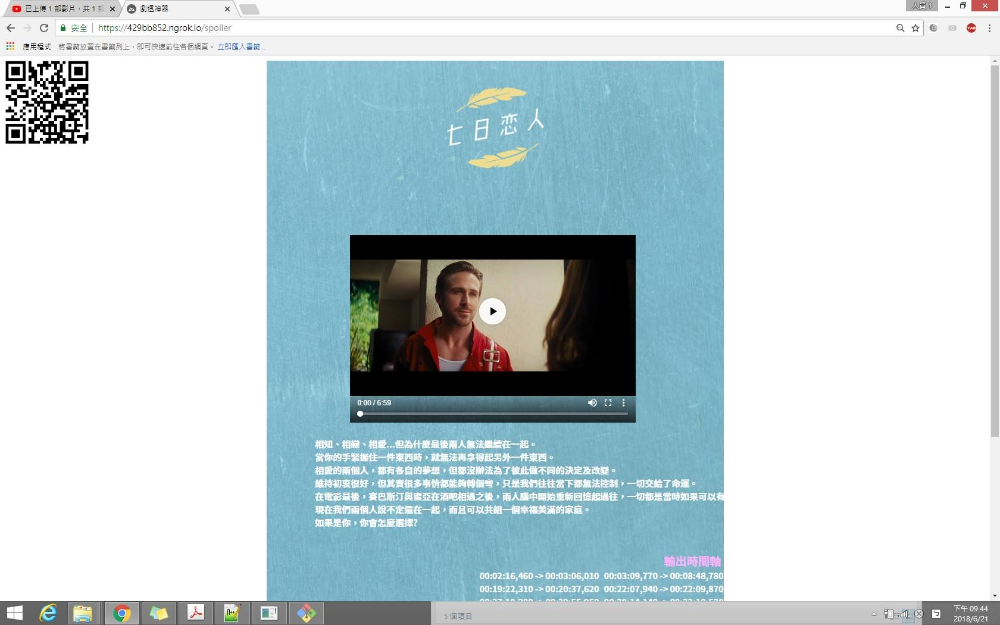 已上傳 1 部影片，共 1 部
劇透神器
人員 1
安全
https://429bb852.ngrok.io/spoiler
YAB
應用程式
將書籤放置在書籤列上，即可快速前往各個網頁。
立即匯入書籤...
七日恋人
0:00 / 6:59
相知、相戀、相愛...但為什麼最後兩人無法繼續在一起。
當你的手緊握住一件東西時，就無法再拿得起另外一件東西。
相愛的兩個人，都有各自的夢想，但都沒辦法為了彼此做不同的決定及改變。
維持初衷很好，但其實很多事情都能夠轉個彎，只是我們往往當下都無法控制，一切交給了命運。
在電影最後，賽巴斯汀與蜜亞在酒吧相遇之後，兩人腦中開始重新回憶起過往，一切都是當時如果可以有
現在我們兩個人說不定還在一起，而且可以共組一個幸福美滿的家庭。
如果是你，你會怎麼選擇?
輸出時間軸
00:02:16,460 -> 00:03:06,010 00:03:09,770 -> 00:08:48,780
00:19:22,310 -> 00:20:37,620 00:22:07,940 -> 00:22:09,870
5 個項目
下午 09:44
2018/6/21